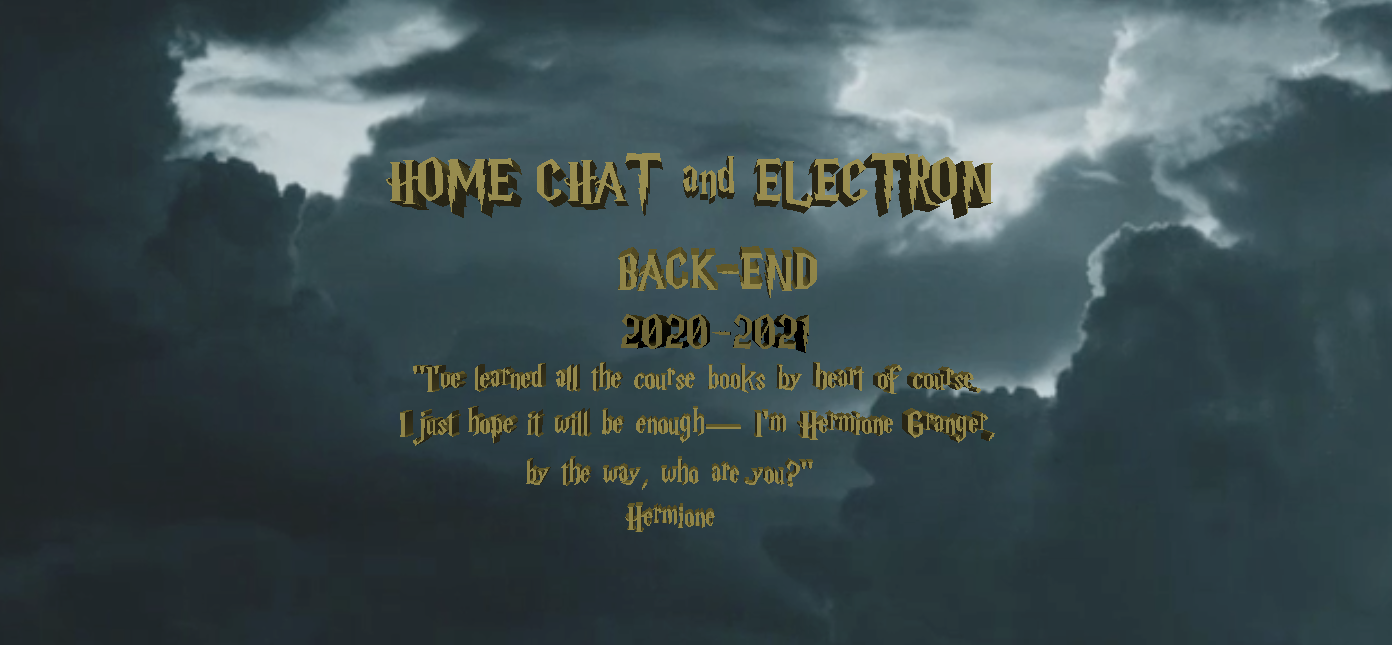 HOME CHAT and ELECTRON
BACK-END
2020-2021
"I've learned all the course books by heart of course.
I just hope it will be enough— I'm Hermione Granger,
by the way, who are you?"
Hermione